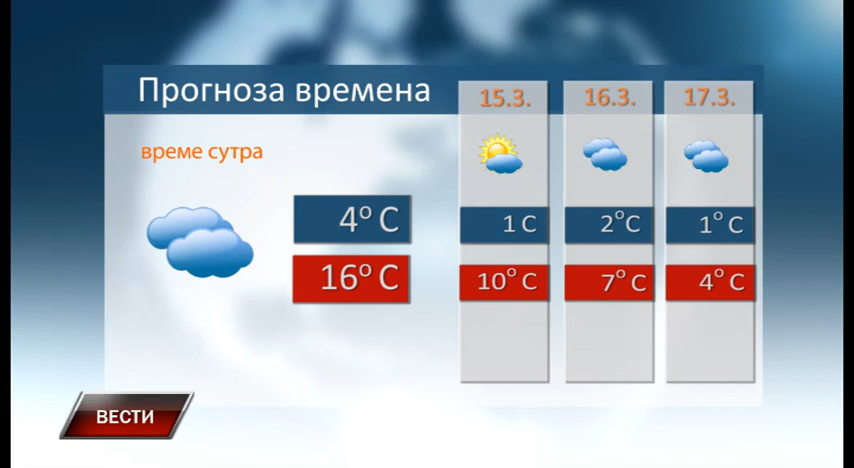 Прогноза времена
време сутра
4° C
16° C
15.3. 16.3. 17.3.
1 C 2°C 1° C
10° C 7° C 4° C
ВЕСТИ